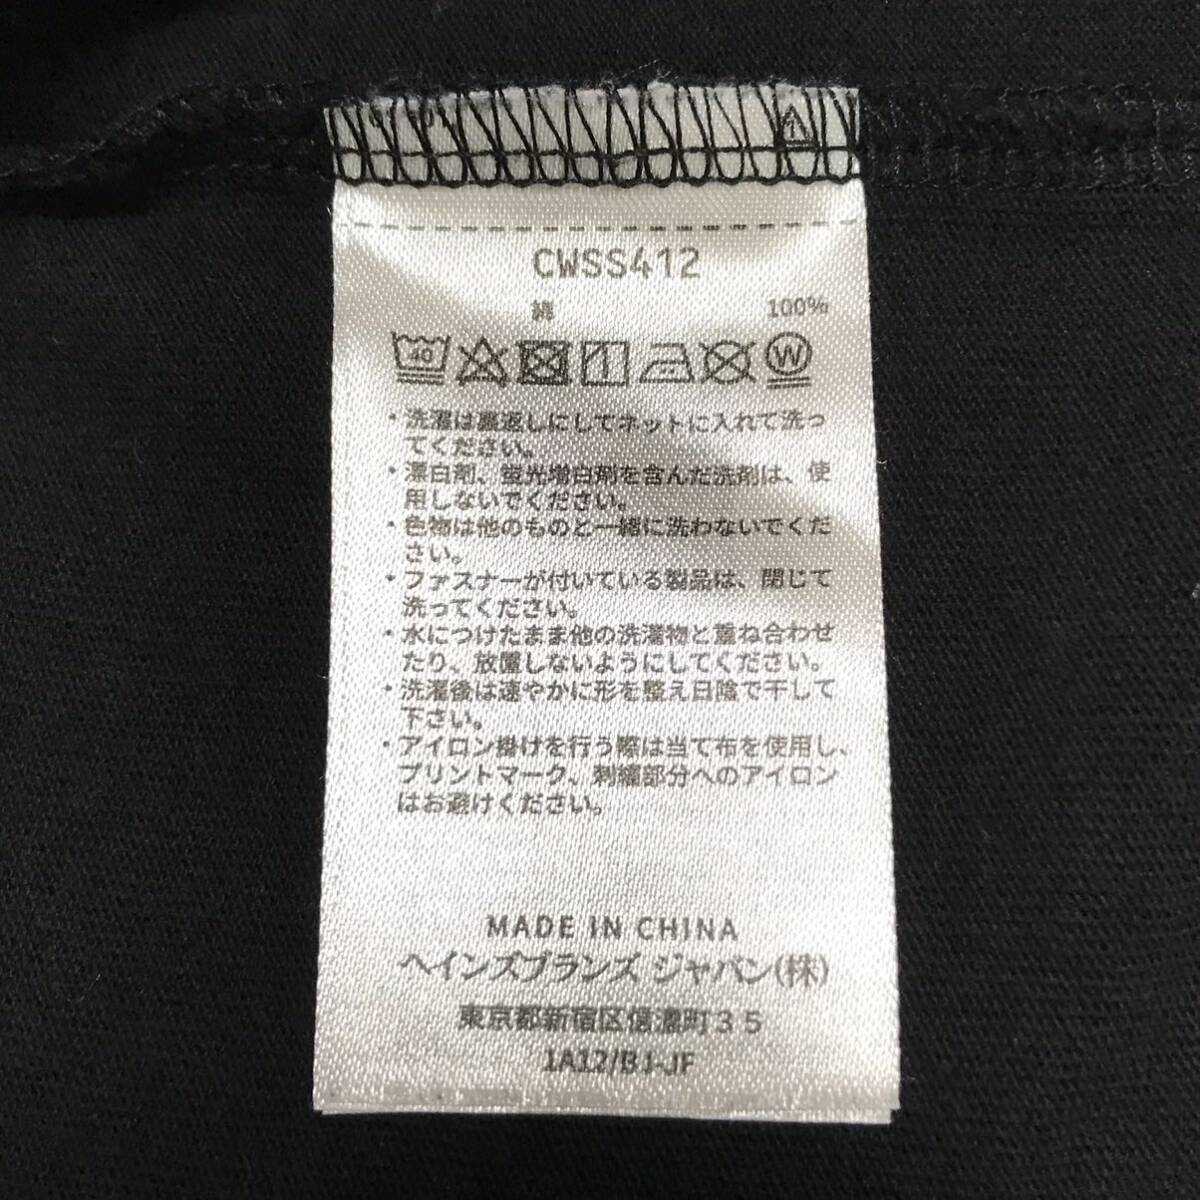 CWSS412
綿 100%
40 W
・洗濯は裏返しにしてネットに入れて洗っ
てください。
・漂白剤、蛍光増白剤を含んだ洗剤は、使
用しないでください。
・色物は他のものと一緒に洗わないでくだ
さい。
・ファスナーが付いている製品は、閉じて
洗ってください。
・水につけたまま他の洗濯物と重ね合わせ
たり、放置しないようにしてください。
・洗濯後は速やかに形を整え日陰で干して
下さい。
・アイロン掛けを行う際は当て布を使用し、
プリントマーク、刺繍部分へのアイロン
はお避けください。
MADE IN CHINA
ヘインズブランズ ジャパン(株)
東京都新宿区信濃町35
1A12/BJ-JF